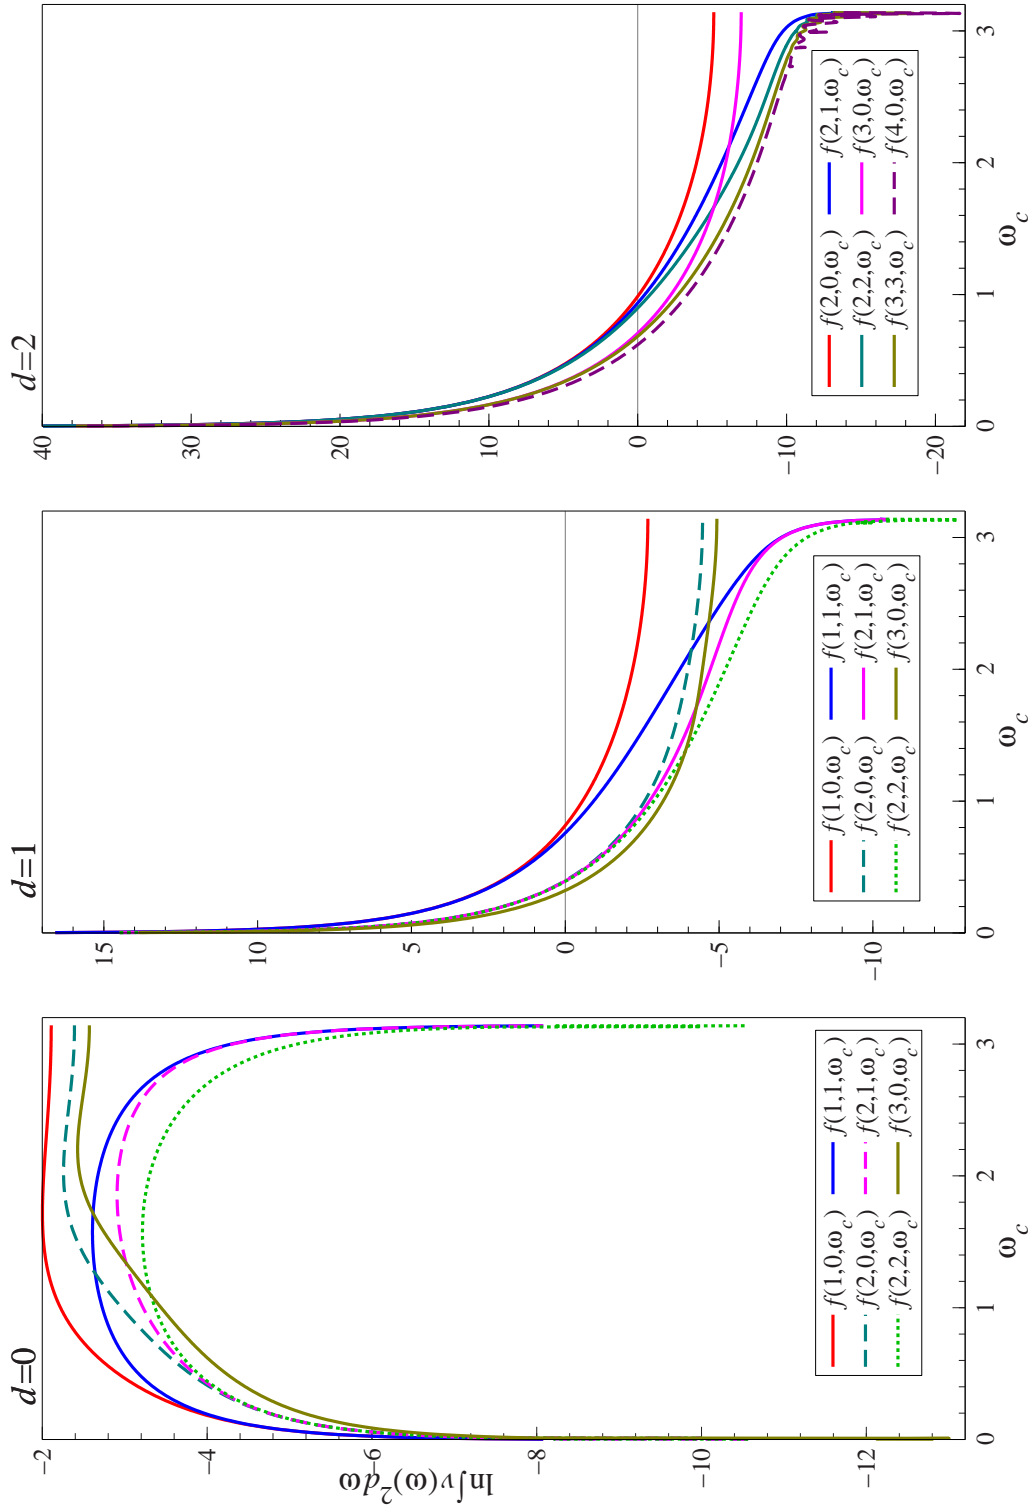 d=0
−2
−4
−6
−8
−10
−12
ln∫v(ω)²dω
f(1,0,ω_c) f(1,1,ω_c)
f(2,0,ω_c) f(2,1,ω_c)
f(2,2,ω_c) f(3,0,ω_c)
0 1 2 3
ω_c
d=1
15
10
5
0
−5
−10
f(1,0,ω_c) f(1,1,ω_c)
f(2,0,ω_c) f(2,1,ω_c)
f(2,2,ω_c) f(3,0,ω_c)
0 1 2 3
ω_c
d=2
40
30
20
10
0
−10
−20
f(2,0,ω_c) f(2,1,ω_c)
f(2,2,ω_c) f(3,0,ω_c)
f(3,3,ω_c) f(4,0,ω_c)
0 1 2 3
ω_c